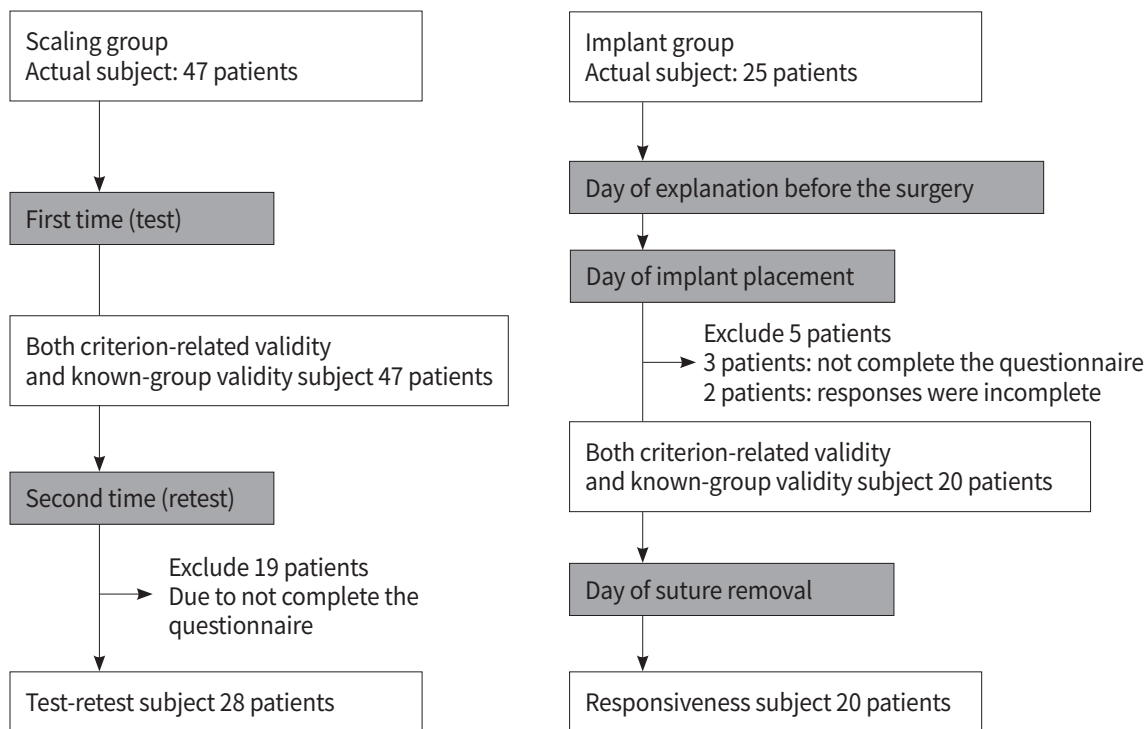 Scaling group
Actual subject: 47 patients
First time (test)
Both criterion-related validity
and known-group validity subject 47 patients
Second time (retest)
Exclude 19 patients
Due to not complete the
questionnaire
Test-retest subject 28 patients
Implant group
Actual subject: 25 patients
Day of explanation before the surgery
Day of implant placement
Exclude 5 patients
3 patients: not complete the questionnaire
2 patients: responses were incomplete
Both criterion-related validity
and known-group validity subject 20 patients
Day of suture removal
Responsiveness subject 20 patients